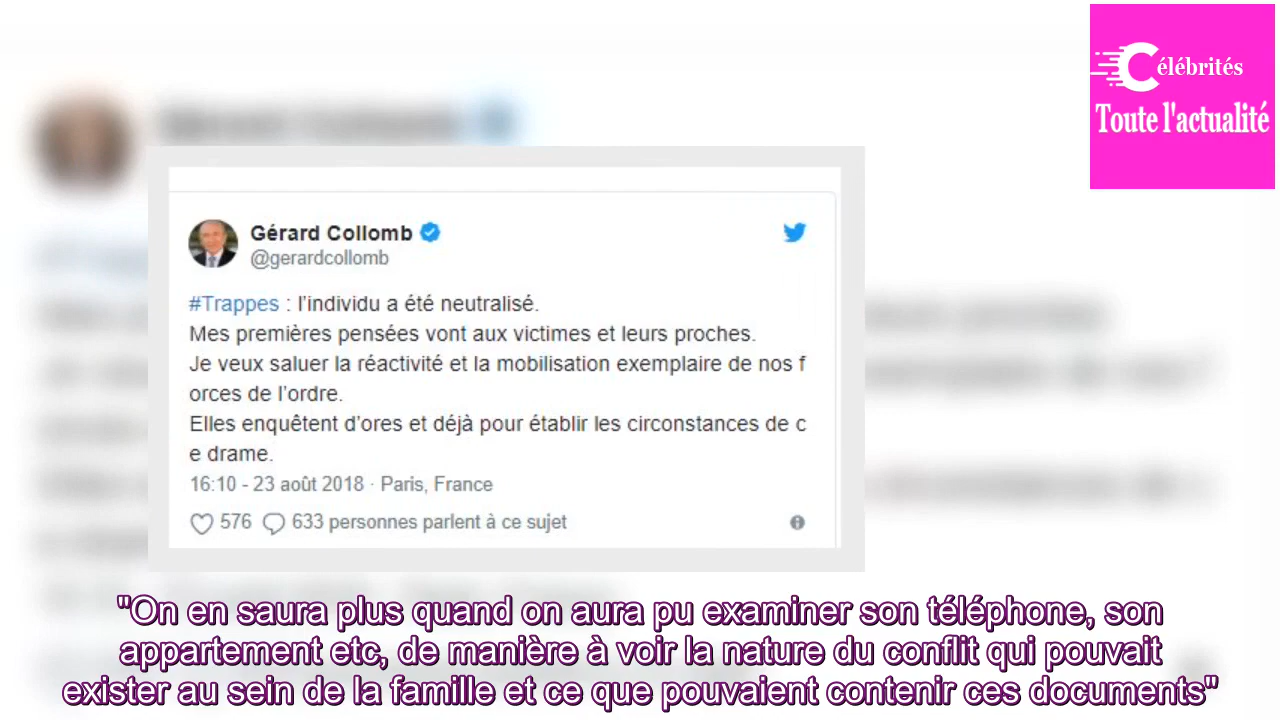 Célébrités
Toute l'actualité
Gérard Collomb
@gerardcollomb
#Trappes : l'individu a été neutralisé.
Mes premières pensées vont aux victimes et leurs proches.
Je veux saluer la réactivité et la mobilisation exemplaire de nos f
orces de l'ordre.
Elles enquêtent d'ores et déjà pour établir les circonstances de c
e drame.
16:10 - 23 août 2018 · Paris, France
576 633 personnes parlent à ce sujet
"On en saura plus quand on aura pu examiner son téléphone, son
appartement etc, de manière à voir la nature du conflit qui pouvait
exister au sein de la famille et ce que pouvaient contenir ces documents"